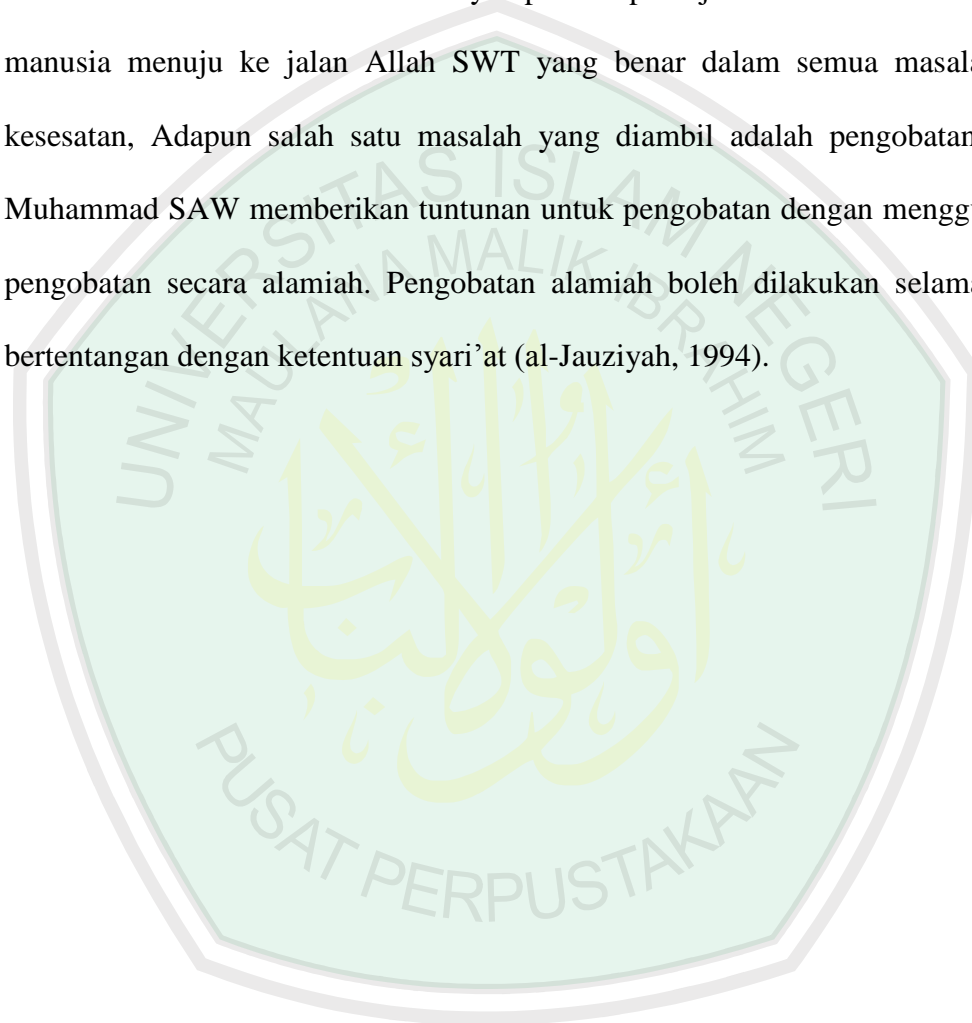 manusia menuju ke jalan Allah SWT yang benar dalam semua masala
kesesatan, Adapun salah satu masalah yang diambil adalah pengobatan
Muhammad SAW memberikan tuntunan untuk pengobatan dengan mengg
pengobatan secara alamiah. Pengobatan alamiah boleh dilakukan selama
bertentangan dengan ketentuan syari’at (al-Jauziyah, 1994).
UNIVERSITAS ISLAM NEGERI
MAULANA MALIK IBRAHIM
أولو الألباب
PUSAT PERPUSTAKAAN